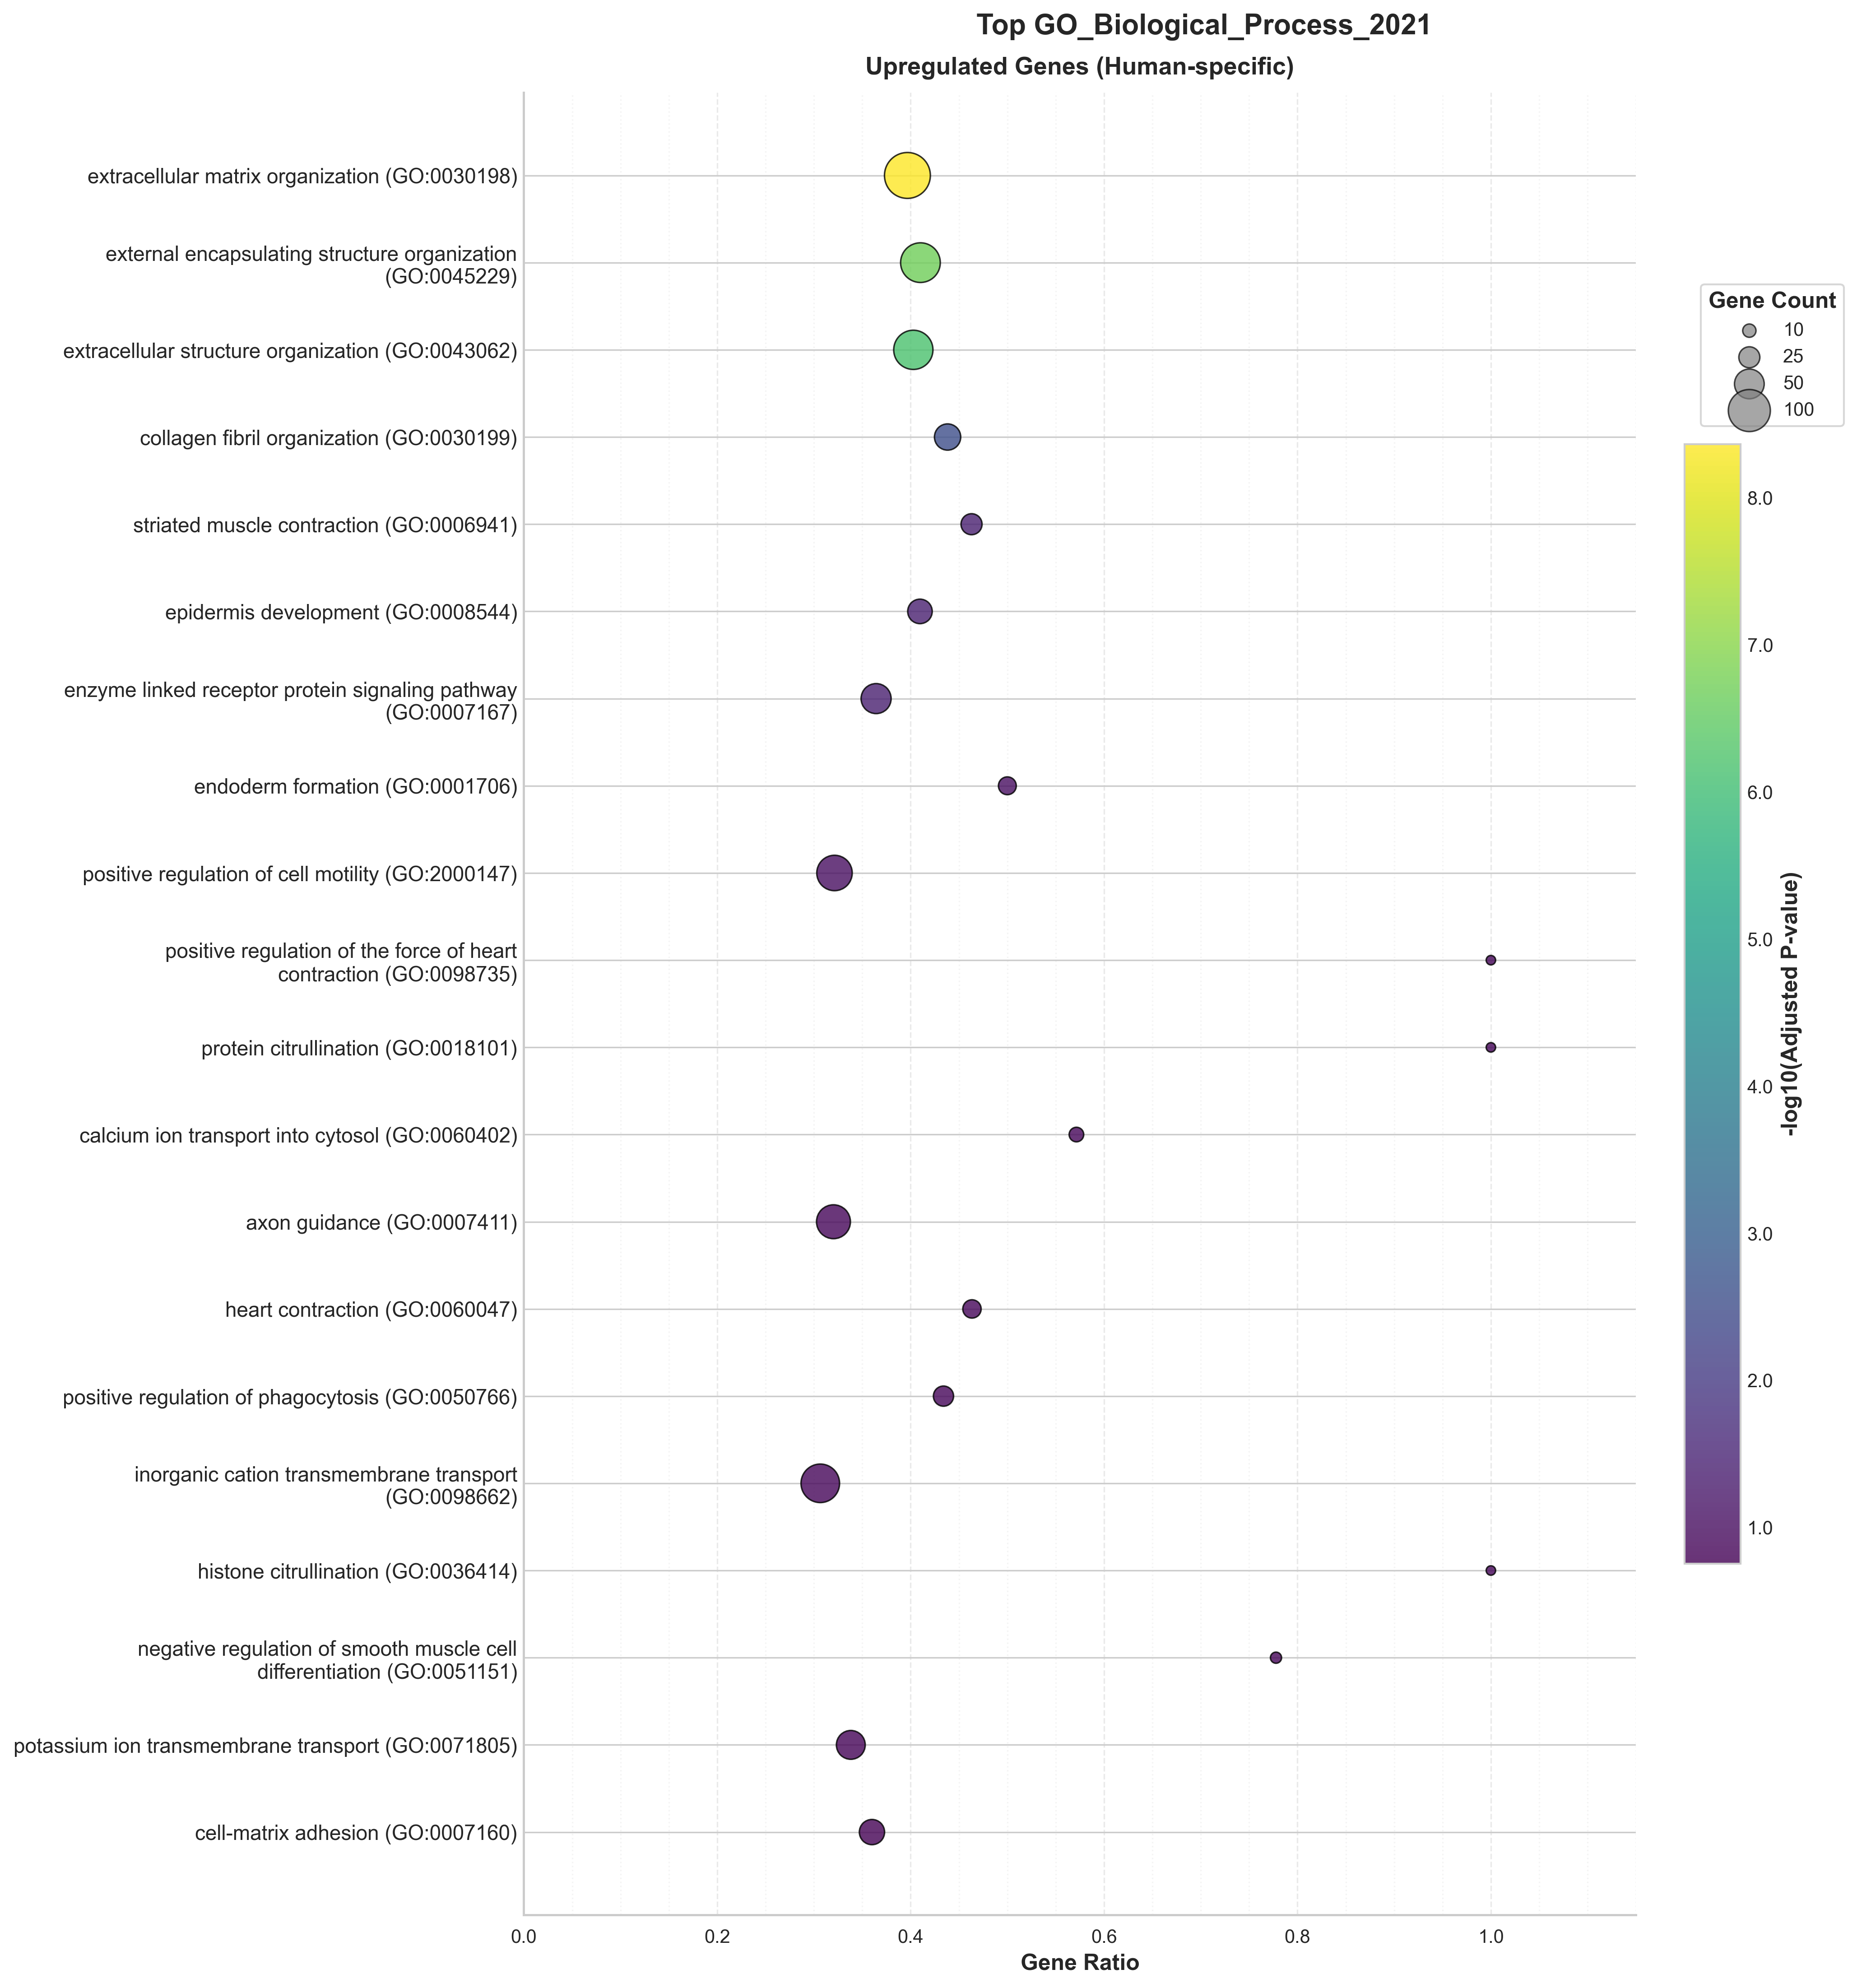 Top GO_Biological_Process_2021
Upregulated Genes (Human-specific)
extracellular matrix organization (GO:0030198)
external encapsulating structure organization
(GO:0045229)
extracellular structure organization (GO:0043062)
collagen fibril organization (GO:0030199)
striated muscle contraction (GO:0006941)
epidermis development (GO:0008544)
enzyme linked receptor protein signaling pathway
(GO:0007167)
endoderm formation (GO:0001706)
positive regulation of cell motility (GO:2000147)
positive regulation of the force of heart
contraction (GO:0098735)
protein citrullination (GO:0018101)
calcium ion transport into cytosol (GO:0060402)
axon guidance (GO:0007411)
heart contraction (GO:0060047)
positive regulation of phagocytosis (GO:0050766)
inorganic cation transmembrane transport
(GO:0098662)
histone citrullination (GO:0036414)
negative regulation of smooth muscle cell
differentiation (GO:0051151)
potassium ion transmembrane transport (GO:0071805)
cell-matrix adhesion (GO:0007160)
0.0 0.2 0.4 0.6 0.8 1.0
Gene Ratio
Gene Count
10
25
50
100
8.0
7.0
6.0
5.0
4.0
3.0
2.0
1.0
-log10(Adjusted P-value)